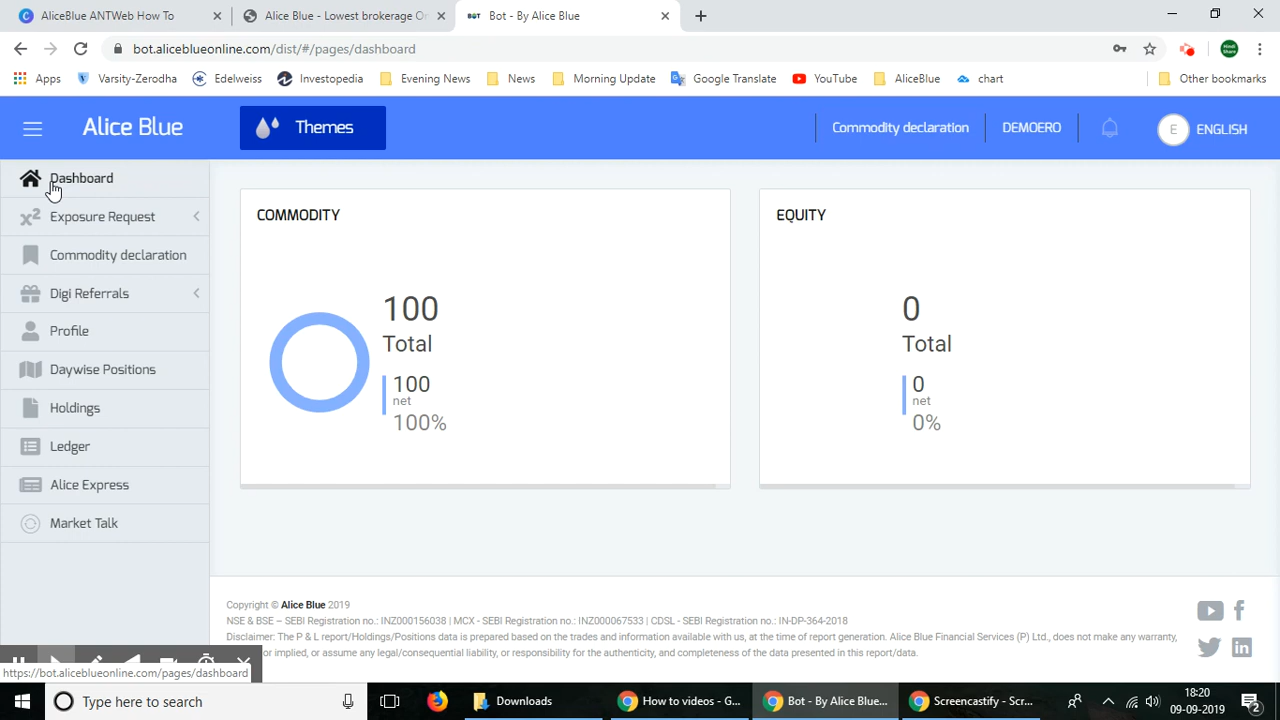 AliceBlue ANTWeb How To
Alice Blue - Lowest brokerage On
BOT Bot - By Alice Blue
bot.aliceblueonline.com/dist/#/pages/dashboard
Apps Varsity-Zerodha Edelweiss Investopedia Evening News News Morning Update Google Translate YouTube AliceBlue chart Other bookmarks
Alice Blue
Themes
Commodity declaration
DEMOERO
E ENGLISH
Dashboard
Exposure Request
Commodity declaration
Digi Referrals
Profile
Daywise Positions
Holdings
Ledger
Alice Express
Market Talk
COMMODITY
100
Total
100
net
100%
EQUITY
0
Total
0
net
0%
Copyright © Alice Blue 2019
NSE & BSE – SEBI Registration no.: INZ000156038 | MCX - SEBI Registration no.: INZ000067533 | CDSL - SEBI Registration no.: IN-DP-364-2018
Disclaimer: The P & L report/Holdings/Positions data is prepared based on the trades and information available with us, at the time of report generation. Alice Blue Financial Services (P) Ltd., does not make any warranty,
or implied, or assume any legal/consequential liability, or responsibility for the authenticity, and completeness of the data presented in this report/data.
https://bot.aliceblueonline.com/pages/dashboard
Type here to search
Downloads
How to videos - G...
Bot - By Alice Blue...
Screencastify - Scr...
18:20
09-09-2019
2